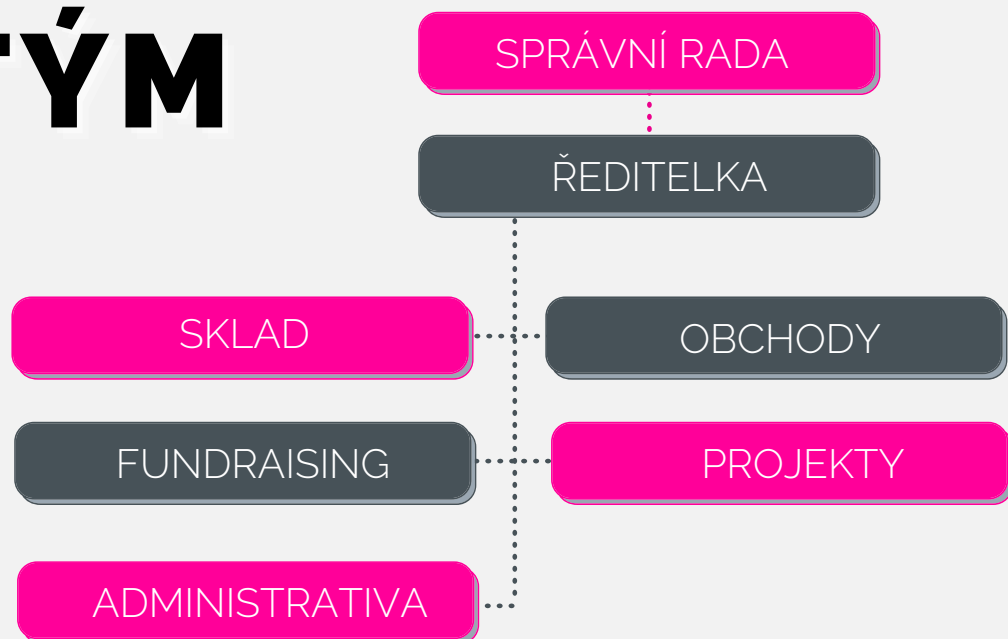 TÝM
SPRÁVNÍ RADA
ŘEDITELKA
SKLAD
OBCHODY
FUNDRAISING
PROJEKTY
ADMINISTRATIVA